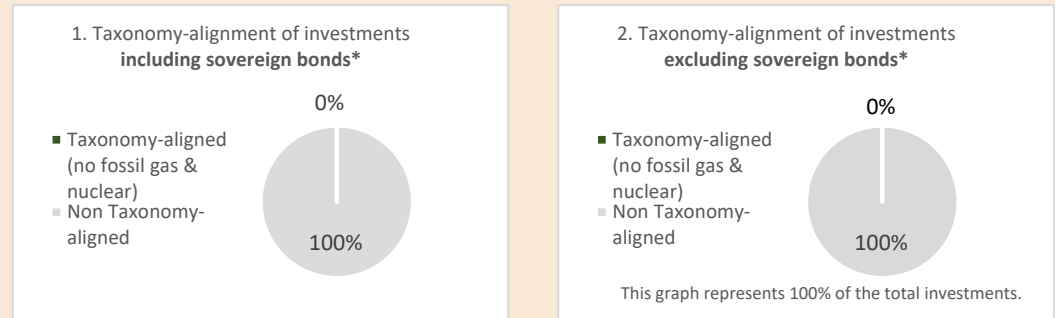 1. Taxonomy-alignment of investments
including sovereign bonds*
0%
Taxonomy-aligned
(no fossil gas &
nuclear)
Non Taxonomy-
aligned
100%
2. Taxonomy-alignment of investments
excluding sovereign bonds*
0%
Taxonomy-aligned
(no fossil gas &
nuclear)
Non Taxonomy-
aligned
100%
This graph represents 100% of the total investments.